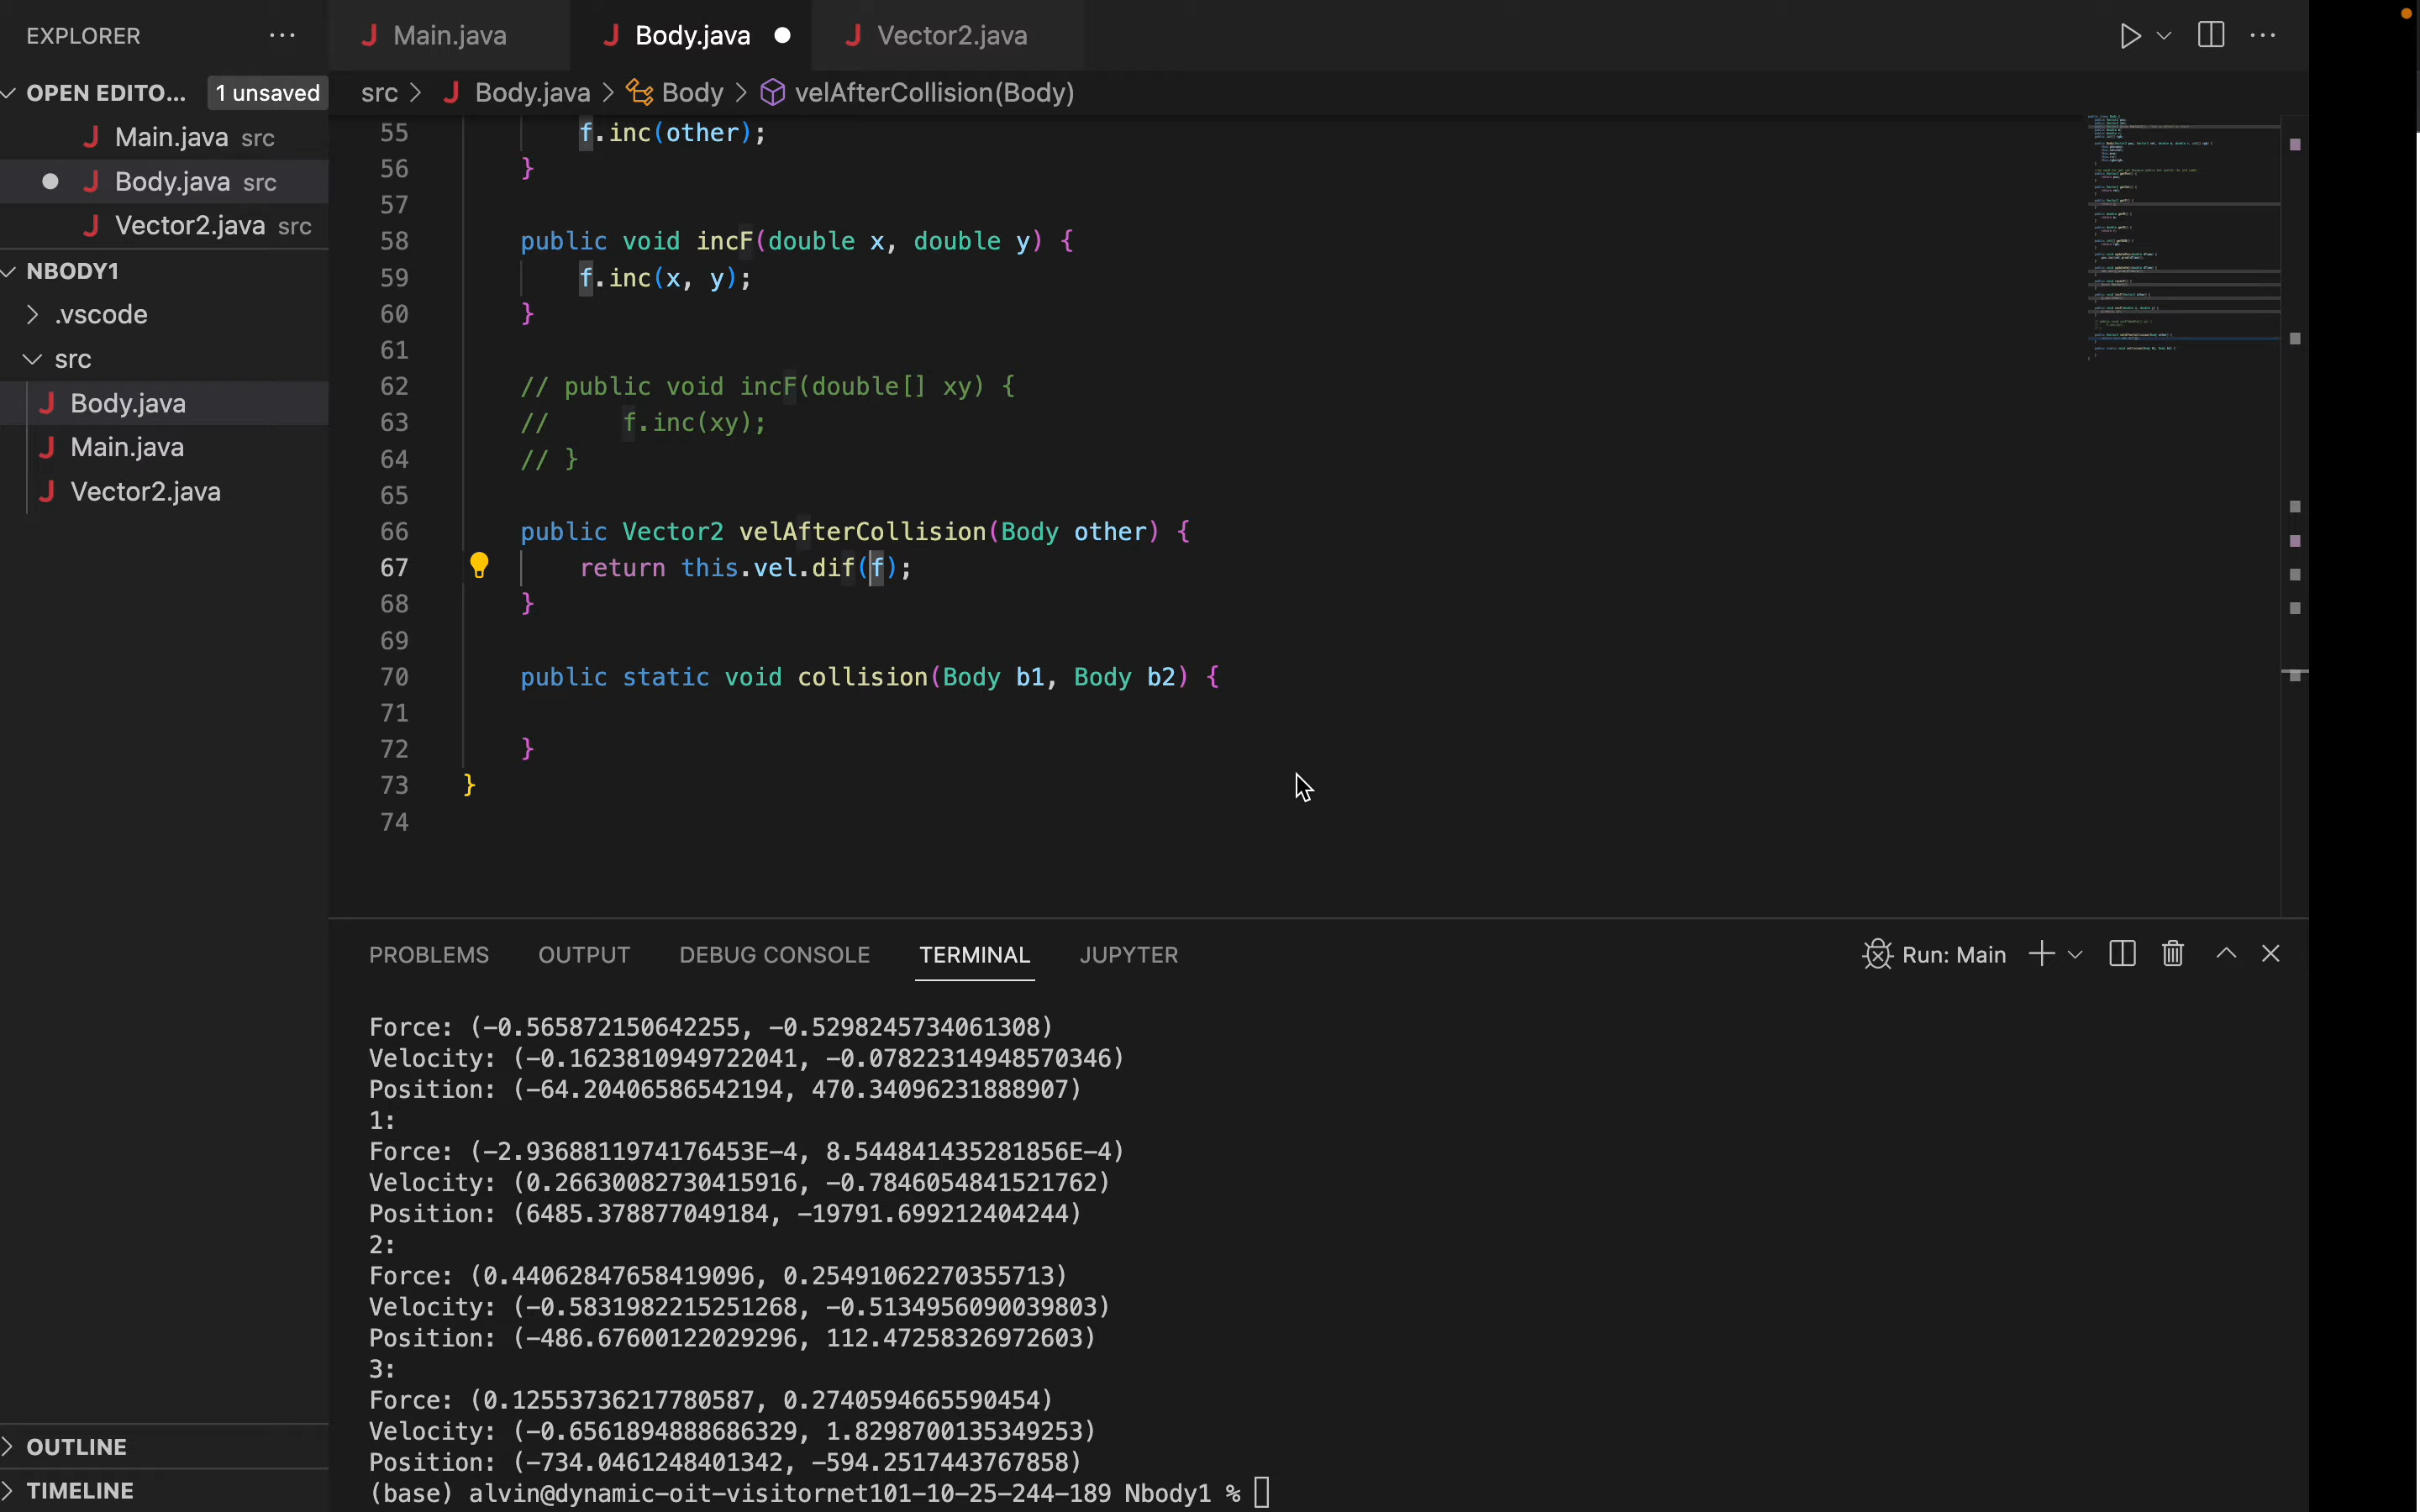 EXPLORER
Main.java
Body.java
Vector2.java
OPEN EDITO...
1 unsaved
Main.java src
Body.java src
Vector2.java src
NBODY1
.vscode
src
Body.java
Main.java
Vector2.java
OUTLINE
TIMELINE
src > Body.java > Body > velAfterCollision(Body)
55 f.inc(other);
56 }
57
58 public void incF(double x, double y) {
59 f.inc(x, y);
60 }
61
62 // public void incF(double[] xy) {
63 // f.inc(xy);
64 // }
65
66 public Vector2 velAfterCollision(Body other) {
67 return this.vel.dif(f);
68 }
69
70 public static void collision(Body b1, Body b2) {
71
72 }
73 }
74
PROBLEMS OUTPUT DEBUG CONSOLE TERMINAL JUPYTER
Run: Main
Force: (-0.565872150642255, -0.5298245734061308)
Velocity: (-0.1623810949722041, -0.07822314948570346)
Position: (-64.20406586542194, 470.34096231888907)
1:
Force: (-2.9368811974176453E-4, 8.544841435281856E-4)
Velocity: (0.26630082730415916, -0.7846054841521762)
Position: (6485.378877049184, -19791.699212404244)
2:
Force: (0.44062847658419096, 0.25491062270355713)
Velocity: (-0.5831982215251268, -0.5134956090039803)
Position: (-486.67600122029296, 112.47258326972603)
3:
Force: (0.12553736217780587, 0.2740594665590454)
Velocity: (-0.6561894888686329, 1.8298700135349253)
Position: (-734.0461248401342, -594.2517443767858)
(base) alvin@dynamic-oit-visitornet101-10-25-244-189 Nbody1 %